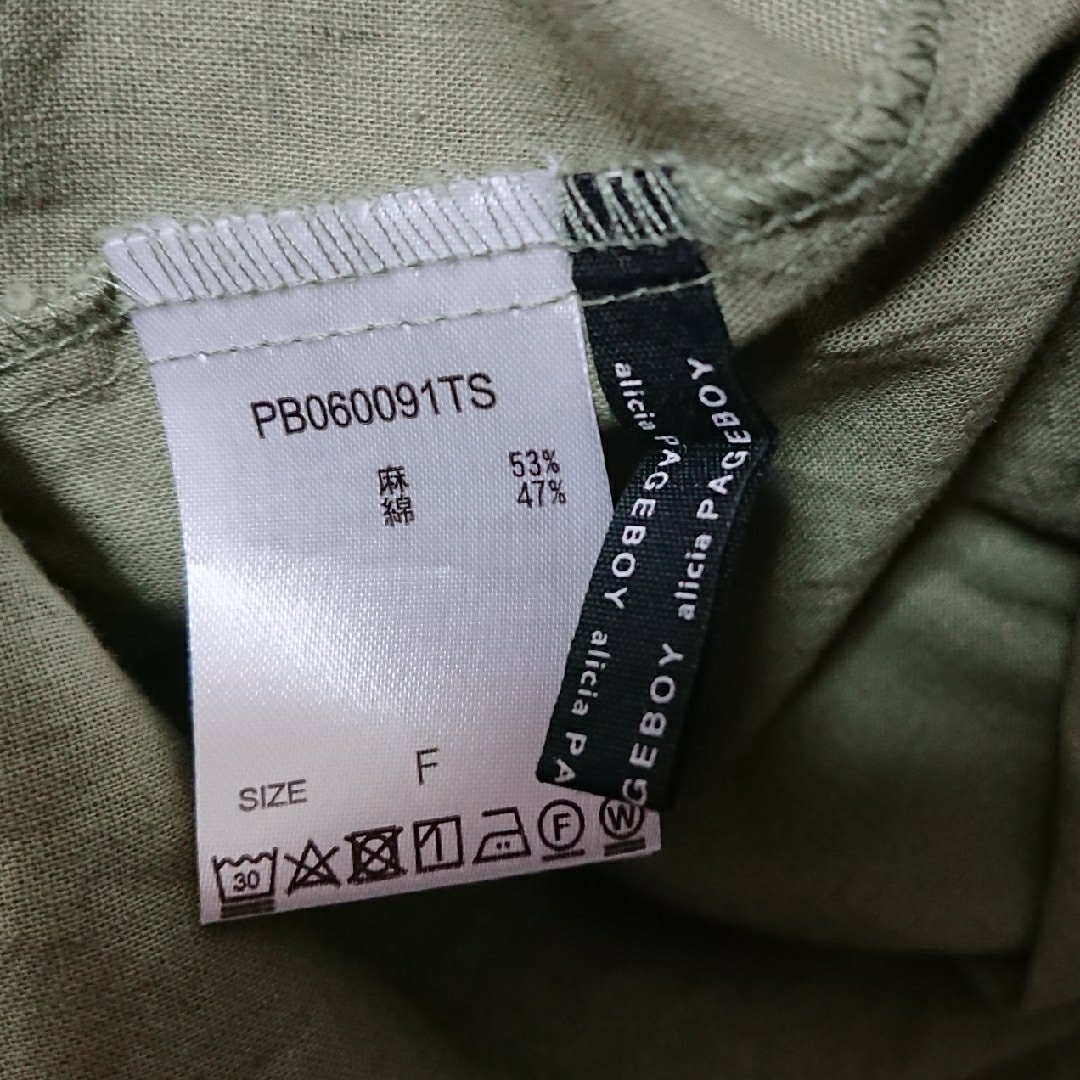 PB060091TS
麻 53%
綿 47%
SIZE F
30
F
W
alicia PAGEBOY alicia PA
GEBOY alicia PAGEBOY